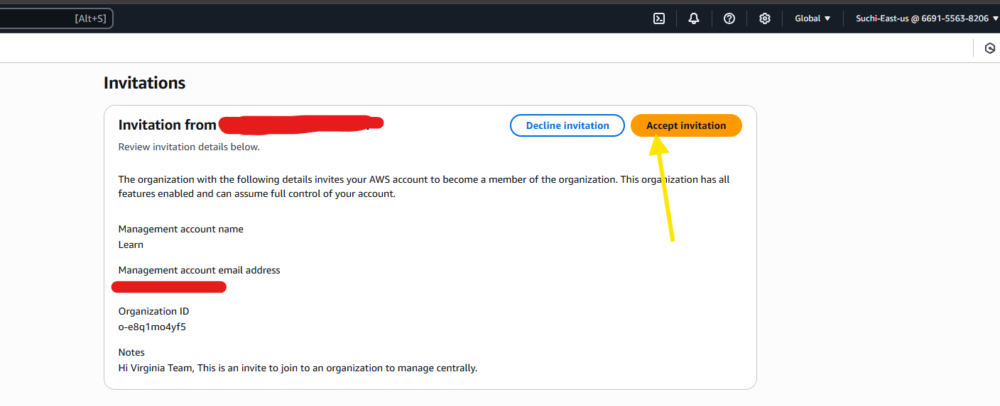 [Alt+S]
Global
Suchi-East-us @ 6691-5563-8206
Invitations
Invitation from
Decline invitation
Accept invitation
Review invitation details below.
The organization with the following details invites your AWS account to become a member of the organization. This organization has all
features enabled and can assume full control of your account.
Management account name
Learn
Management account email address
Organization ID
o-e8q1mo4yf5
Notes
Hi Virginia Team, This is an invite to join to an organization to manage centrally.